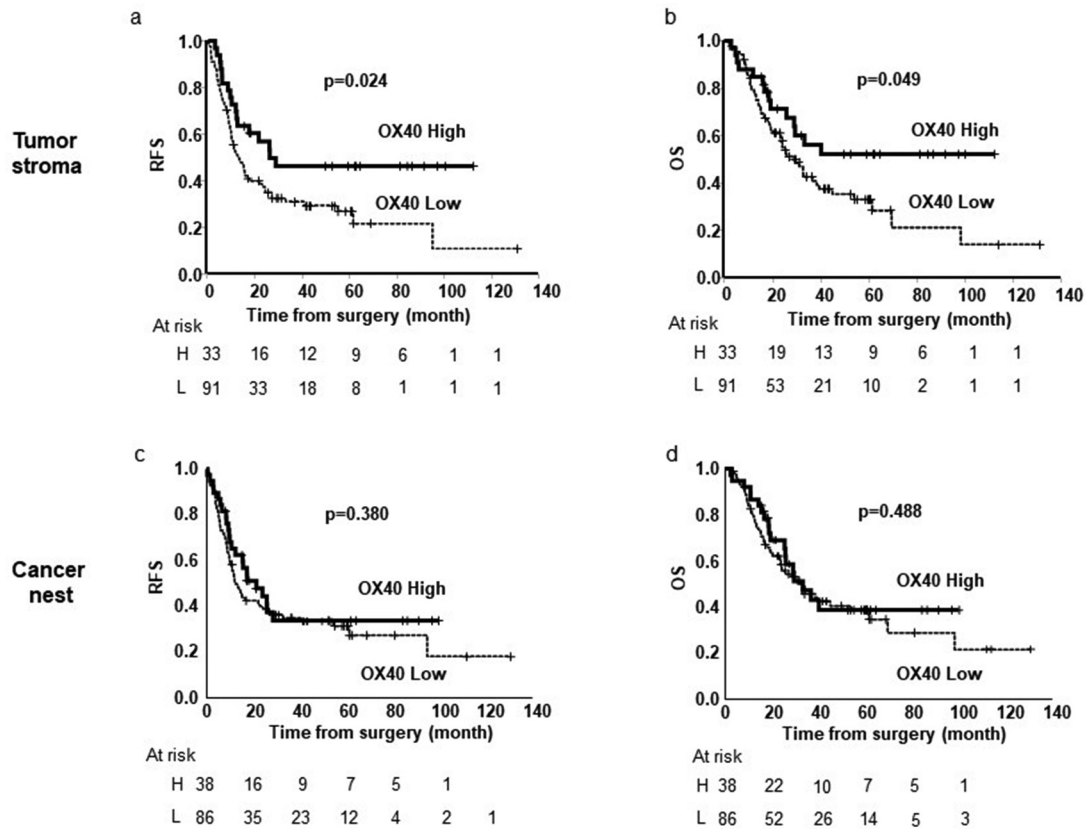 a
b
Tumor
stroma
RFS
1.0
0.8
0.6
0.4
0.2
0.0
p=0.024
OX40 High
OX40 Low
0 20 40 60 80 100 120 140
Time from surgery (month)
At risk
H 33 16 12 9 6 1 1
L 91 33 18 8 1 1 1
OS
1.0
0.8
0.6
0.4
0.2
0.0
p=0.049
OX40 High
OX40 Low
0 20 40 60 80 100 120 140
Time from surgery (month)
At risk
H 33 19 13 9 6 1 1
L 91 53 21 10 2 1 1
c
d
Cancer
nest
RFS
1.0
0.8
0.6
0.4
0.2
0.0
p=0.380
OX40 High
OX40 Low
0 20 40 60 80 100 120 140
Time from surgery (month)
At risk
H 38 16 9 7 5 1
L 86 35 23 12 4 2 1
OS
1.0
0.8
0.6
0.4
0.2
0.0
p=0.488
OX40 High
OX40 Low
0 20 40 60 80 100 120 140
Time from surgery (month)
At risk
H 38 22 10 7 5 1
L 86 52 26 14 5 3